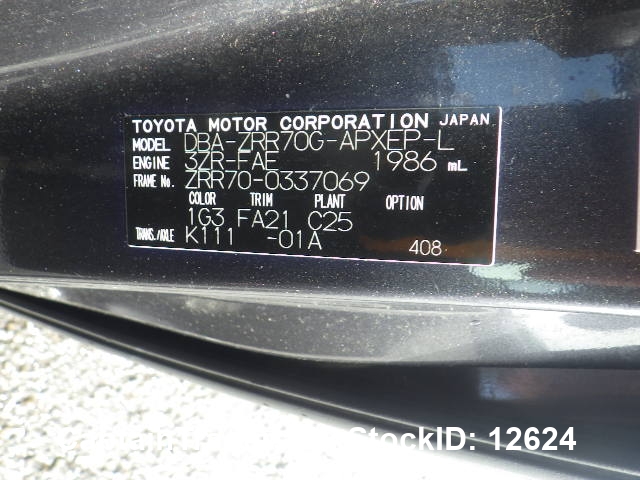 TOYOTA MOTOR CORPORATION JAPAN
MODEL DBA-ZRR70G-APXEP-L
ENGINE 3ZR-FAE 1986 mL
FRAME No. ZRR70-0337069
COLOR TRIM PLANT OPTION
1G3 FA21 C25
TRANS./AXLE K111 -01A 408
StockID: 12624